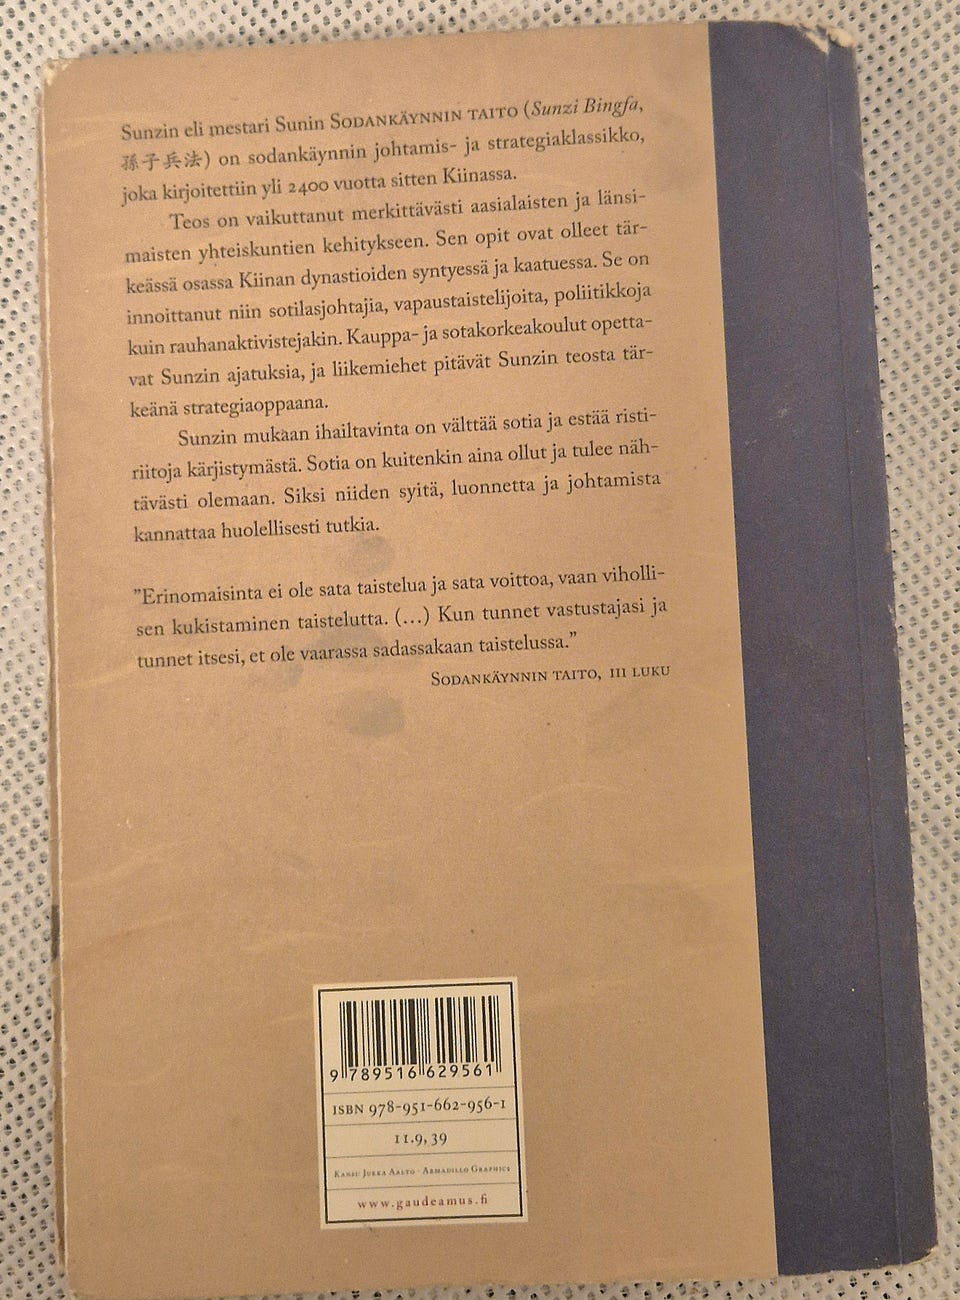 Sunzin eli mestari Sunin SODANKÄYNNIN TAITO (Sunzi Bingfa,
孫子兵法) on sodankäynnin johtamis- ja strategiaklassikko,
joka kirjoitettiin yli 2400 vuotta sitten Kiinassa.
Teos on vaikuttanut merkittävästi aasialaisten ja länsi-
maisten yhteiskuntien kehitykseen. Sen opit ovat olleet tär-
keässä osassa Kiinan dynastioiden syntyessä ja kaatuessa. Se on
innoittanut niin sotilasjohtajia, vapaustaistelijoita, poliitikkoja
kuin rauhanaktivistejakin. Kauppa- ja sotakorkeakoulut opetta-
vat Sunzin ajatuksia, ja liikemiehet pitävät Sunzin teosta tär-
keänä strategiaoppaana.
Sunzin mukaan ihailtavinta on välttää sotia ja estää risti-
riitoja kärjistymästä. Sotia on kuitenkin aina ollut ja tulee näh-
tävästi olemaan. Siksi niiden syitä, luonnetta ja johtamista
kannattaa huolellisesti tutkia.
”Erinomaisinta ei ole sata taistelua ja sata voittoa, vaan viholli-
sen kukistaminen taistelutta. (...) Kun tunnet vastustajasi ja
tunnet itsesi, et ole vaarassa sadassakaan taistelussa.”
SODANKÄYNNIN TAITO, III LUKU
9 789516 629561
ISBN 978-951-662-956-1
11.9, 39
KANSI: JUKKA AALTO · ARMADILLO GRAPHICS
www.gaudeamus.fi